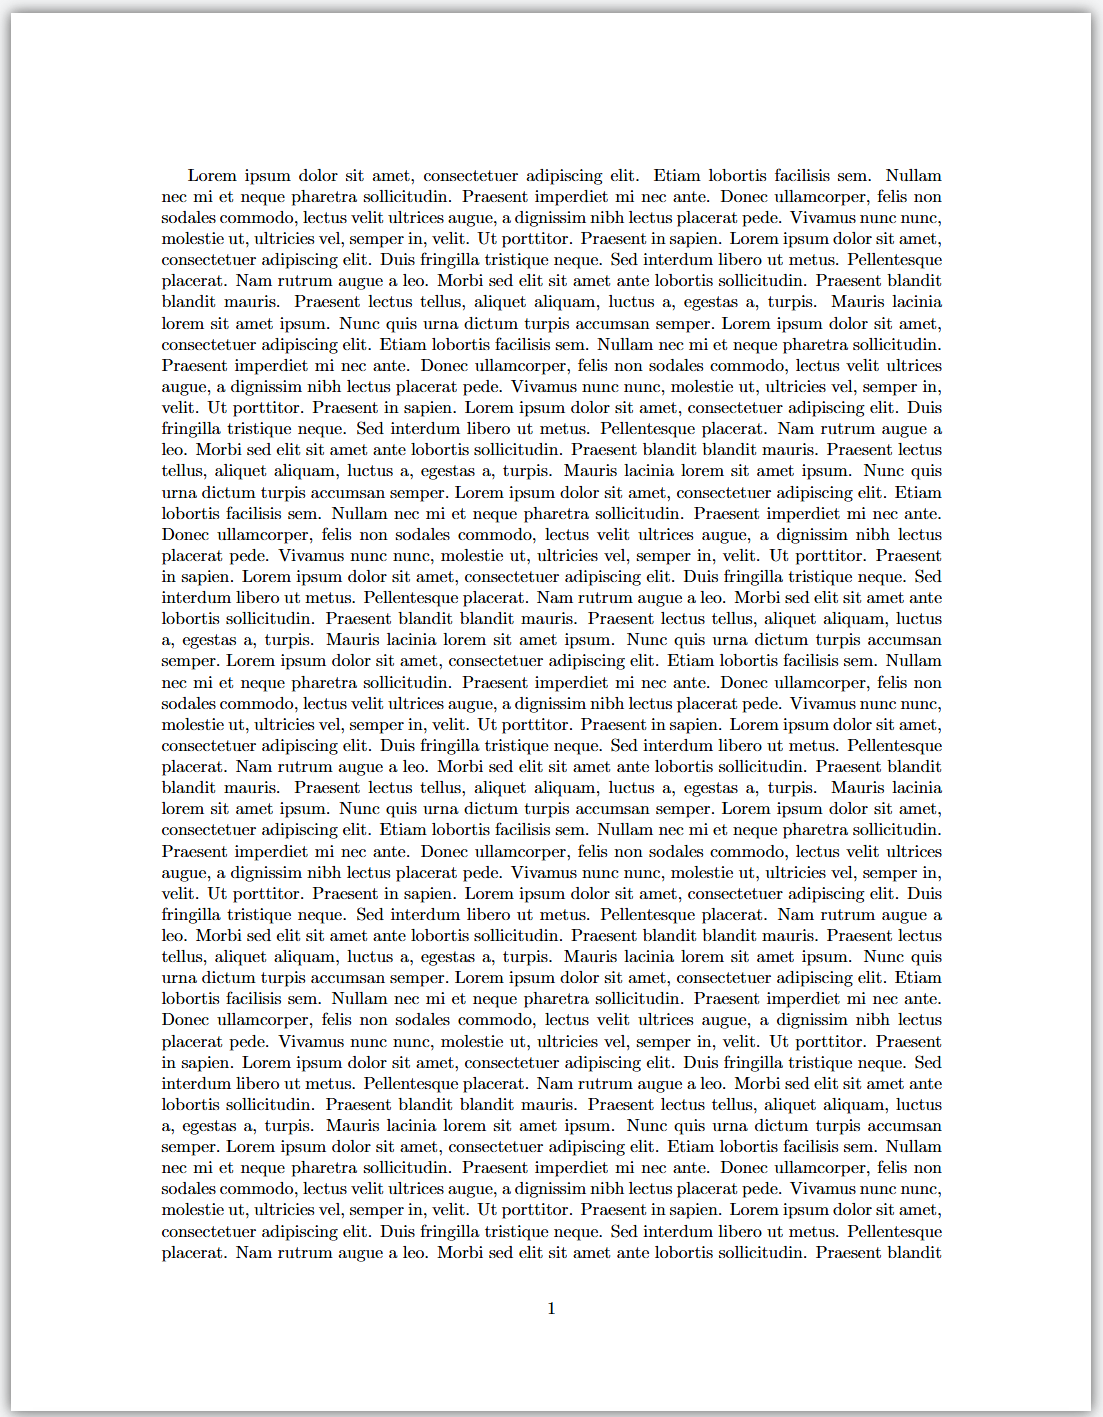 Lorem ipsum dolor sit amet, consectetuer adipiscing elit. Etiam lobortis facilisis sem. Nullam
nec mi et neque pharetra sollicitudin. Praesent imperdiet mi nec ante. Donec ullamcorper, felis non
sodales commodo, lectus velit ultrices augue, a dignissim nibh lectus placerat pede. Vivamus nunc nunc,
molestie ut, ultricies vel, semper in, velit. Ut porttitor. Praesent in sapien. Lorem ipsum dolor sit amet,
consectetuer adipiscing elit. Duis fringilla tristique neque. Sed interdum libero ut metus. Pellentesque
placerat. Nam rutrum augue a leo. Morbi sed elit sit amet ante lobortis sollicitudin. Praesent blandit
blandit mauris. Praesent lectus tellus, aliquet aliquam, luctus a, egestas a, turpis. Mauris lacinia
lorem sit amet ipsum. Nunc quis urna dictum turpis accumsan semper. Lorem ipsum dolor sit amet,
consectetuer adipiscing elit. Etiam lobortis facilisis sem. Nullam nec mi et neque pharetra sollicitudin.
Praesent imperdiet mi nec ante. Donec ullamcorper, felis non sodales commodo, lectus velit ultrices
augue, a dignissim nibh lectus placerat pede. Vivamus nunc nunc, molestie ut, ultricies vel, semper in,
velit. Ut porttitor. Praesent in sapien. Lorem ipsum dolor sit amet, consectetuer adipiscing elit. Duis
fringilla tristique neque. Sed interdum libero ut metus. Pellentesque placerat. Nam rutrum augue a
leo. Morbi sed elit sit amet ante lobortis sollicitudin. Praesent blandit blandit mauris. Praesent lectus
tellus, aliquet aliquam, luctus a, egestas a, turpis. Mauris lacinia lorem sit amet ipsum. Nunc quis
urna dictum turpis accumsan semper. Lorem ipsum dolor sit amet, consectetuer adipiscing elit. Etiam
lobortis facilisis sem. Nullam nec mi et neque pharetra sollicitudin. Praesent imperdiet mi nec ante.
Donec ullamcorper, felis non sodales commodo, lectus velit ultrices augue, a dignissim nibh lectus
placerat pede. Vivamus nunc nunc, molestie ut, ultricies vel, semper in, velit. Ut porttitor. Praesent
in sapien. Lorem ipsum dolor sit amet, consectetuer adipiscing elit. Duis fringilla tristique neque. Sed
interdum libero ut metus. Pellentesque placerat. Nam rutrum augue a leo. Morbi sed elit sit amet ante
lobortis sollicitudin. Praesent blandit blandit mauris. Praesent lectus tellus, aliquet aliquam, luctus
a, egestas a, turpis. Mauris lacinia lorem sit amet ipsum. Nunc quis urna dictum turpis accumsan
semper. Lorem ipsum dolor sit amet, consectetuer adipiscing elit. Etiam lobortis facilisis sem. Nullam
nec mi et neque pharetra sollicitudin. Praesent imperdiet mi nec ante. Donec ullamcorper, felis non
sodales commodo, lectus velit ultrices augue, a dignissim nibh lectus placerat pede. Vivamus nunc nunc,
molestie ut, ultricies vel, semper in, velit. Ut porttitor. Praesent in sapien. Lorem ipsum dolor sit amet,
consectetuer adipiscing elit. Duis fringilla tristique neque. Sed interdum libero ut metus. Pellentesque
placerat. Nam rutrum augue a leo. Morbi sed elit sit amet ante lobortis sollicitudin. Praesent blandit
blandit mauris. Praesent lectus tellus, aliquet aliquam, luctus a, egestas a, turpis. Mauris lacinia
lorem sit amet ipsum. Nunc quis urna dictum turpis accumsan semper. Lorem ipsum dolor sit amet,
consectetuer adipiscing elit. Etiam lobortis facilisis sem. Nullam nec mi et neque pharetra sollicitudin.
Praesent imperdiet mi nec ante. Donec ullamcorper, felis non sodales commodo, lectus velit ultrices
augue, a dignissim nibh lectus placerat pede. Vivamus nunc nunc, molestie ut, ultricies vel, semper in,
velit. Ut porttitor. Praesent in sapien. Lorem ipsum dolor sit amet, consectetuer adipiscing elit. Duis
fringilla tristique neque. Sed interdum libero ut metus. Pellentesque placerat. Nam rutrum augue a
leo. Morbi sed elit sit amet ante lobortis sollicitudin. Praesent blandit blandit mauris. Praesent lectus
tellus, aliquet aliquam, luctus a, egestas a, turpis. Mauris lacinia lorem sit amet ipsum. Nunc quis
urna dictum turpis accumsan semper. Lorem ipsum dolor sit amet, consectetuer adipiscing elit. Etiam
lobortis facilisis sem. Nullam nec mi et neque pharetra sollicitudin. Praesent imperdiet mi nec ante.
Donec ullamcorper, felis non sodales commodo, lectus velit ultrices augue, a dignissim nibh lectus
placerat pede. Vivamus nunc nunc, molestie ut, ultricies vel, semper in, velit. Ut porttitor. Praesent
in sapien. Lorem ipsum dolor sit amet, consectetuer adipiscing elit. Duis fringilla tristique neque. Sed
interdum libero ut metus. Pellentesque placerat. Nam rutrum augue a leo. Morbi sed elit sit amet ante
lobortis sollicitudin. Praesent blandit blandit mauris. Praesent lectus tellus, aliquet aliquam, luctus
a, egestas a, turpis. Mauris lacinia lorem sit amet ipsum. Nunc quis urna dictum turpis accumsan
semper. Lorem ipsum dolor sit amet, consectetuer adipiscing elit. Etiam lobortis facilisis sem. Nullam
nec mi et neque pharetra sollicitudin. Praesent imperdiet mi nec ante. Donec ullamcorper, felis non
sodales commodo, lectus velit ultrices augue, a dignissim nibh lectus placerat pede. Vivamus nunc nunc,
molestie ut, ultricies vel, semper in, velit. Ut porttitor. Praesent in sapien. Lorem ipsum dolor sit amet,
consectetuer adipiscing elit. Duis fringilla tristique neque. Sed interdum libero ut metus. Pellentesque
placerat. Nam rutrum augue a leo. Morbi sed elit sit amet ante lobortis sollicitudin. Praesent blandit
1